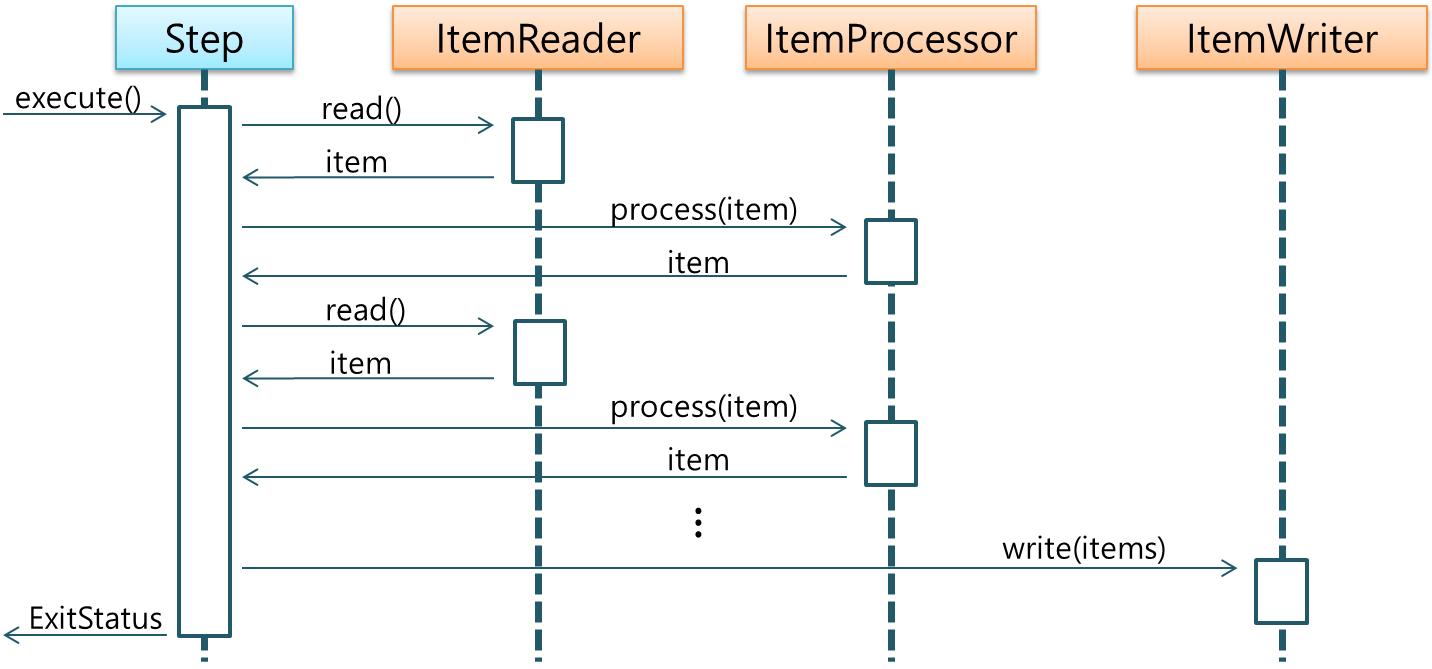 Step
ItemReader
ItemProcessor
ItemWriter
execute()
read()
item
process(item)
item
read()
item
process(item)
item
write(items)
ExitStatus